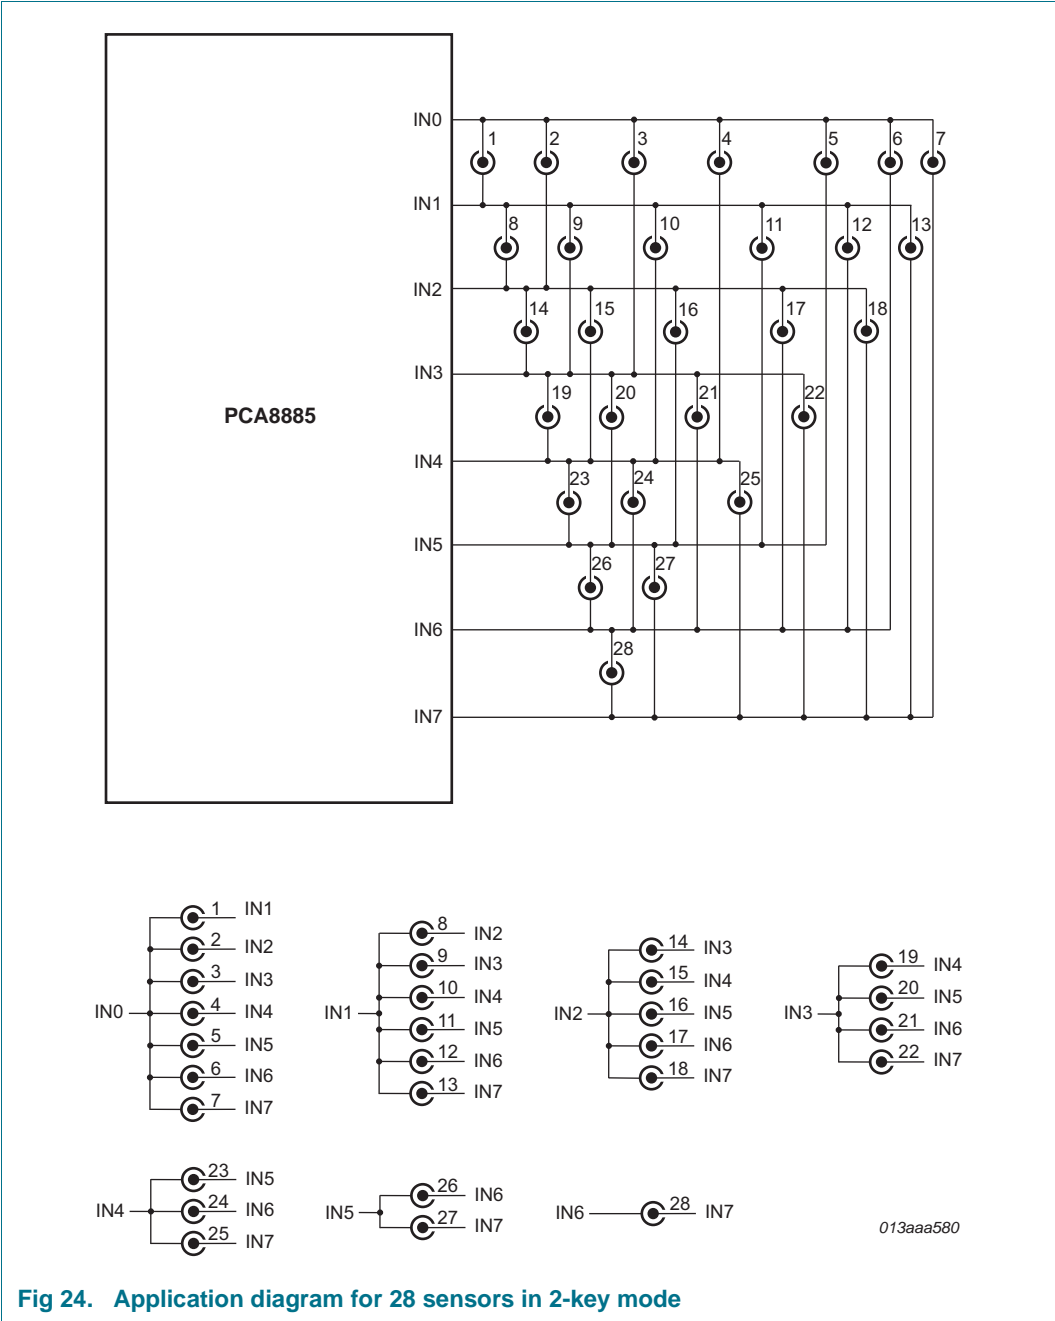 IN0
1 2 3 4 5 6 7
IN1
8 9 10 11 12 13
IN2
14 15 16 17 18
IN3
19 20 21 22
PCA8885
IN4
23 24 25
IN5
26 27
IN6
28
IN7
IN0
1 IN1
2 IN2
3 IN3
4 IN4
5 IN5
6 IN6
7 IN7
IN1
8 IN2
9 IN3
10 IN4
11 IN5
12 IN6
13 IN7
IN2
14 IN3
15 IN4
16 IN5
17 IN6
18 IN7
IN3
19 IN4
20 IN5
21 IN6
22 IN7
IN4
23 IN5
24 IN6
25 IN7
IN5
26 IN6
27 IN7
IN6
28 IN7
013aaa580
Fig 24. Application diagram for 28 sensors in 2-key mode